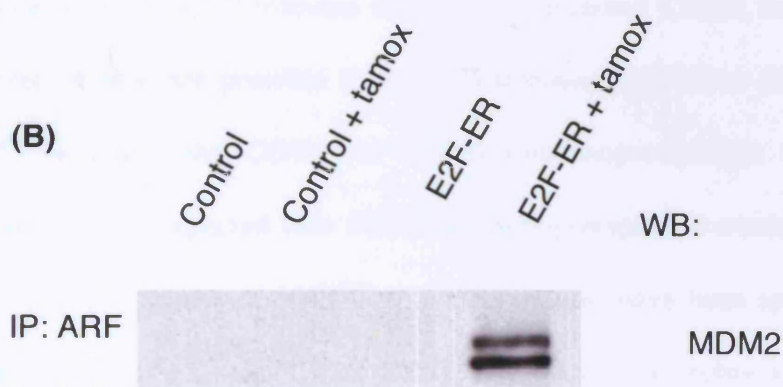 (B)
Control
Control + tamox
E2F-ER
E2F-ER + tamox
WB:
IP: ARF
MDM2